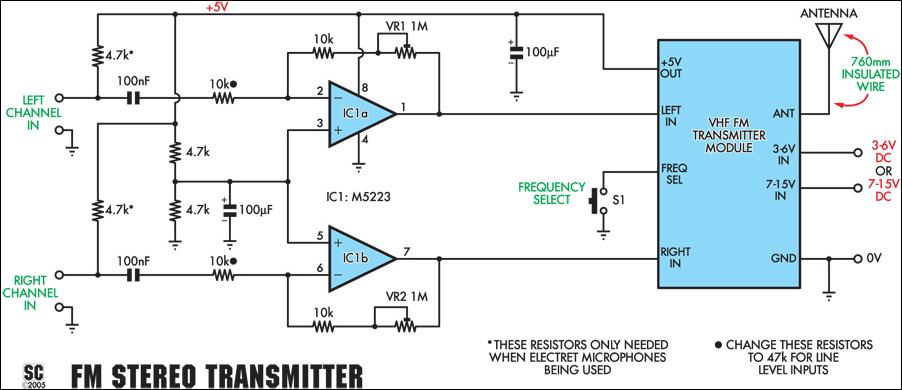 +5V
VR1 1M
ANTENNA
10k
4.7k*
100µF
+
−
+5V
OUT
760mm
INSULATED
WIRE
100nF
10k●
8
LEFT
CHANNEL
IN
2
−
IC1a
1
LEFT
IN
ANT
3
+
4
VHF FM
TRANSMITTER
MODULE
4.7k
3-6V
IN
3-6V
DC
OR
7-15V
DC
FREQ
SEL
FREQUENCY
SELECT
S1
7-15V
IN
IC1: M5223
4.7k*
4.7k
+
−
100µF
5
+
IC1b
7
6
−
100nF
10k●
RIGHT
IN
GND
0V
RIGHT
CHANNEL
IN
10k
VR2 1M
*THESE RESISTORS ONLY NEEDED
WHEN ELECTRET MICROPHONES
BEING USED
● CHANGE THESE RESISTORS
TO 47k FOR LINE
LEVEL INPUTS
SC
©2005
FM STEREO TRANSMITTER